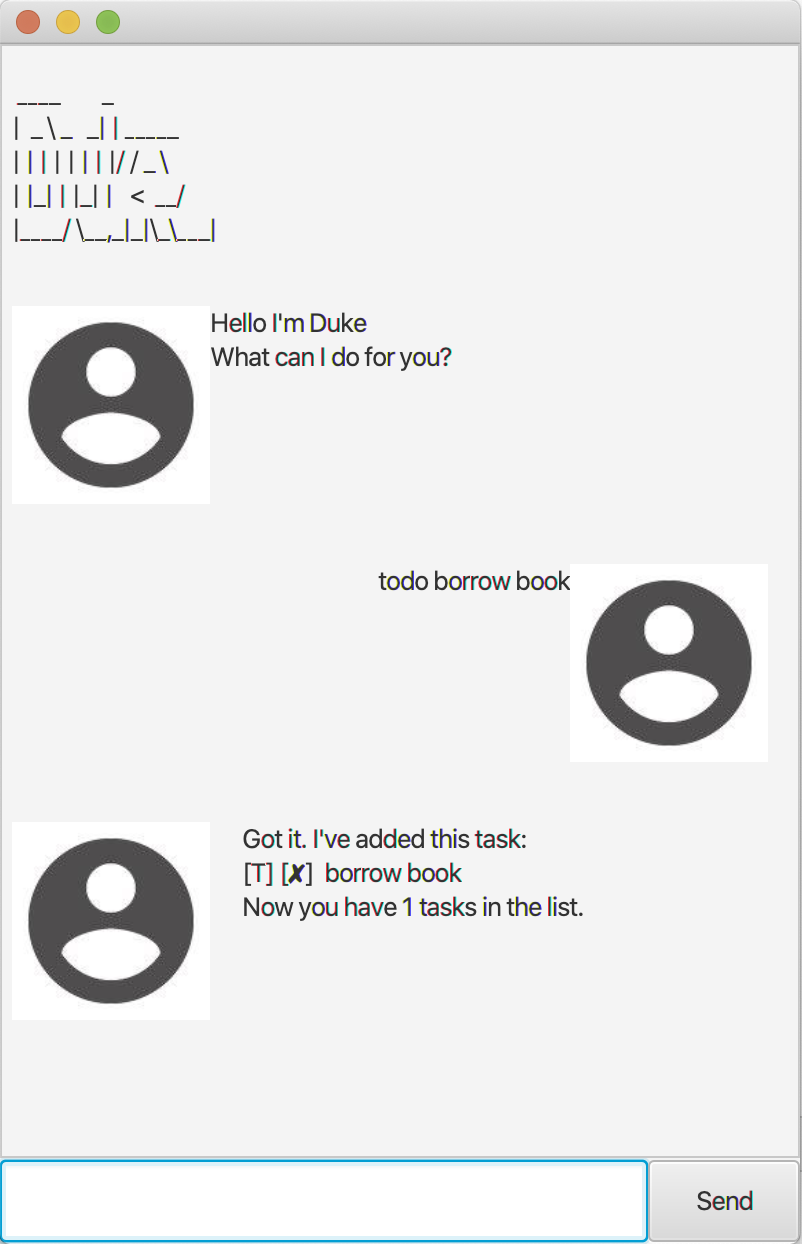 ____        _
|  _ \ _   _| | _____
| | | | | | | |/ / _ \
| |_| | |_| |   <  __/
|____/ \__,_|_|\_\___|
Hello I'm Duke
What can I do for you?
todo borrow book
Got it. I've added this task:
[T] [✘]  borrow book
Now you have 1 tasks in the list.
Send